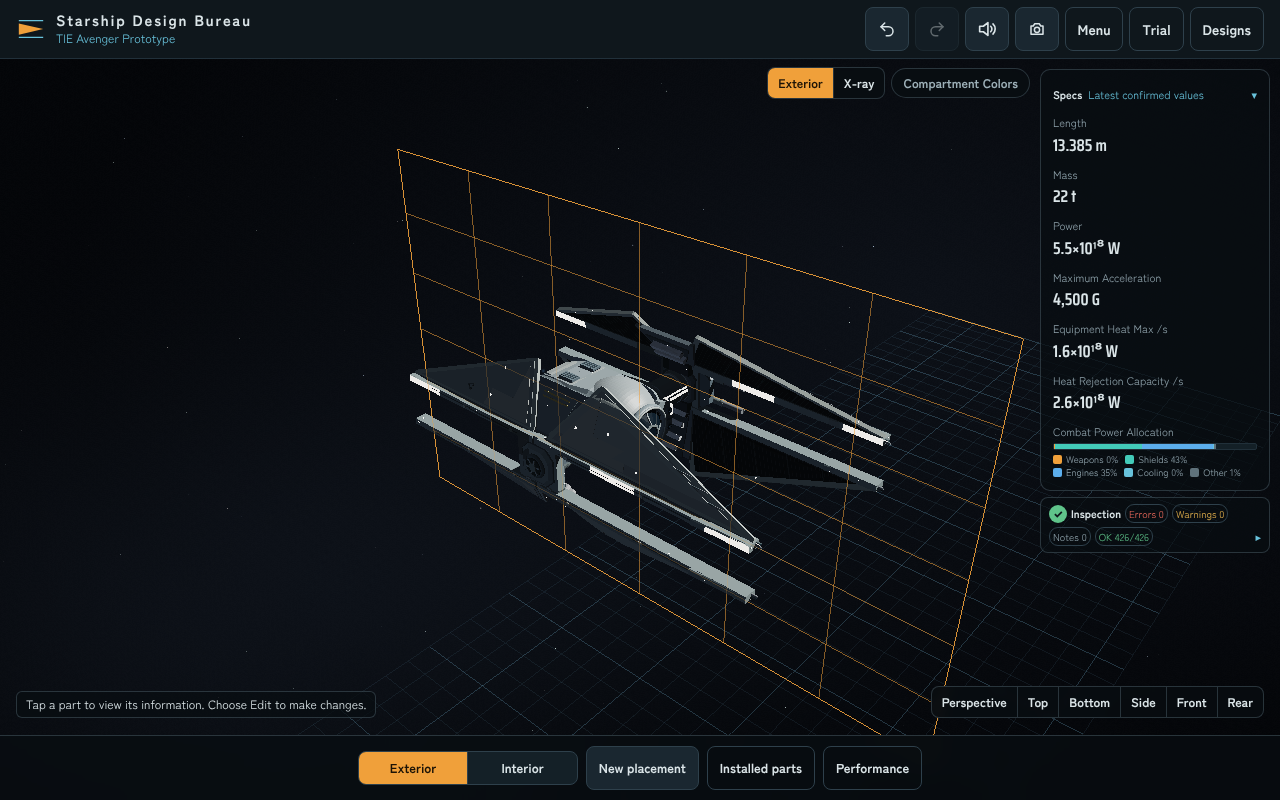 Starship Design Bureau
TIE Avenger Prototype
Menu
Trial
Designs
Exterior
X-ray
Compartment Colors
Specs Latest confirmed values
Length
13.385 m
Mass
22 t
Power
5.5×10¹⁸ W
Maximum Acceleration
4,500 G
Equipment Heat Max /s
1.6×10¹⁸ W
Heat Rejection Capacity /s
2.6×10¹⁸ W
Combat Power Allocation
Weapons 0% Shields 43%
Engines 35% Cooling 0% Other 1%
Inspection Errors 0 Warnings 0
Notes 0 OK 426/426
Tap a part to view its information. Choose Edit to make changes.
Perspective Top Bottom Side Front Rear
Exterior
Interior
New placement
Installed parts
Performance